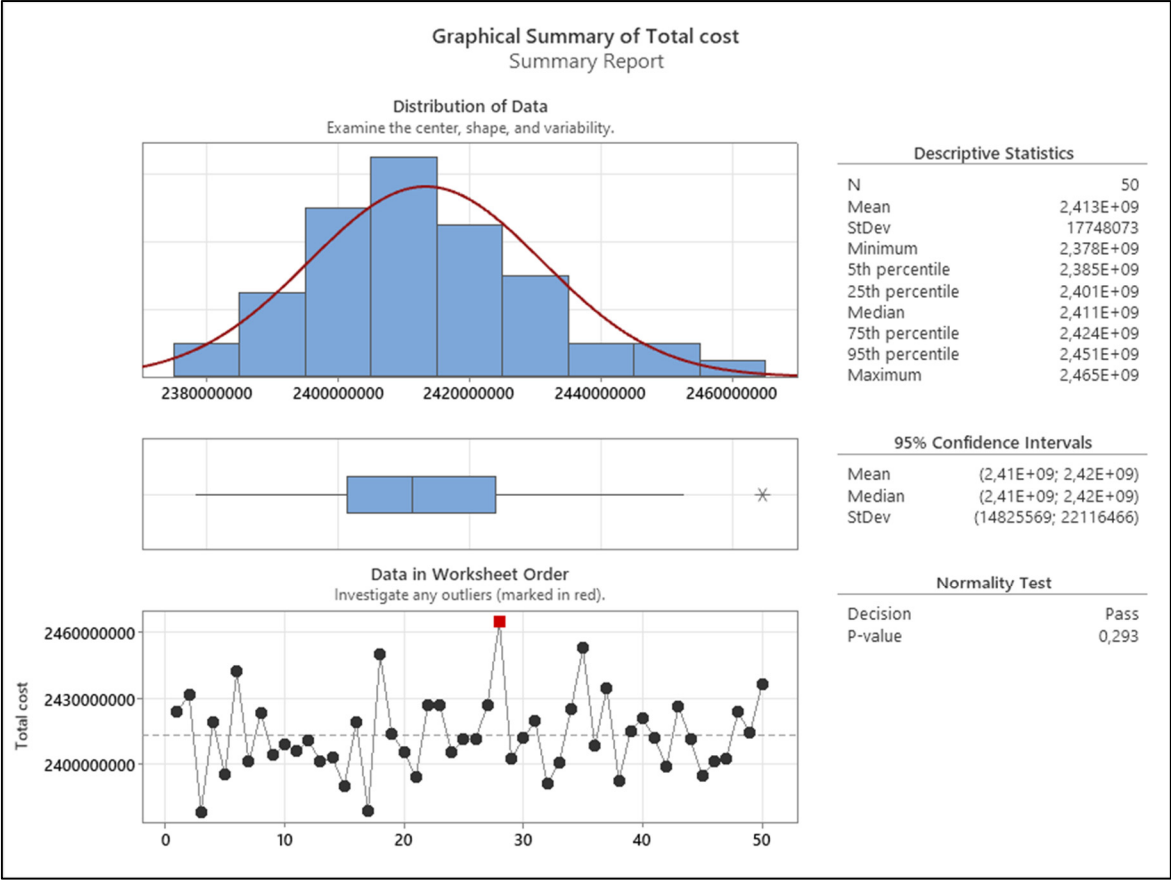 Graphical Summary of Total cost
Summary Report
Distribution of Data
Examine the center, shape, and variability.
2380000000 2400000000 2420000000 2440000000 2460000000
Descriptive Statistics
N 50
Mean 2,413E+09
StDev 17748073
Minimum 2,378E+09
5th percentile 2,385E+09
25th percentile 2,401E+09
Median 2,411E+09
75th percentile 2,424E+09
95th percentile 2,451E+09
Maximum 2,465E+09
95% Confidence Intervals
Mean (2,41E+09; 2,42E+09)
Median (2,41E+09; 2,42E+09)
StDev (14825569; 22116466)
Data in Worksheet Order
Investigate any outliers (marked in red).
Total cost
2460000000
2430000000
2400000000
0 10 20 30 40 50
Normality Test
Decision Pass
P-value 0,293